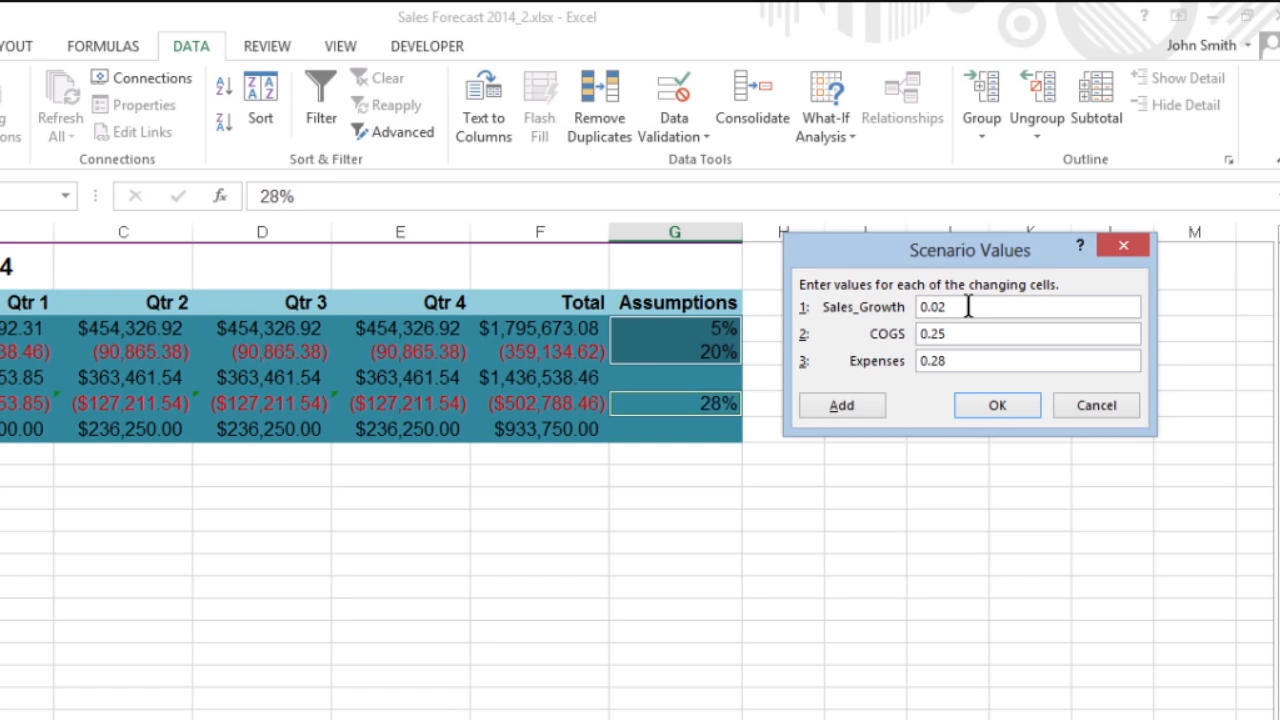 Sales Forecast 2014_2.xlsx - Excel
?
YOUT FORMULAS DATA REVIEW VIEW DEVELOPER John Smith
Connections Clear Show Detail
Properties Reapply Hide Detail
Refresh All Edit Links Sort Filter Advanced Text to Columns Flash Fill Remove Duplicates Data Validation Consolidate What-If Analysis Relationships Group Ungroup Subtotal
Connections Sort & Filter Data Tools Outline
fx 28%
C D E F G H K M
4
Qtr 1 Qtr 2 Qtr 3 Qtr 4 Total Assumptions
92.31 $454,326.92 $454,326.92 $454,326.92 $1,795,673.08 5%
38.46) (90,865.38) (90,865.38) (90,865.38) (359,134.62) 20%
53.85 $363,461.54 $363,461.54 $363,461.54 $1,436,538.46
53.85) ($127,211.54) ($127,211.54) ($127,211.54) ($502,788.46) 28%
00.00 $236,250.00 $236,250.00 $236,250.00 $933,750.00
Scenario Values ?
Enter values for each of the changing cells.
1: Sales_Growth 0.02
2: COGS 0.25
3: Expenses 0.28
Add OK Cancel